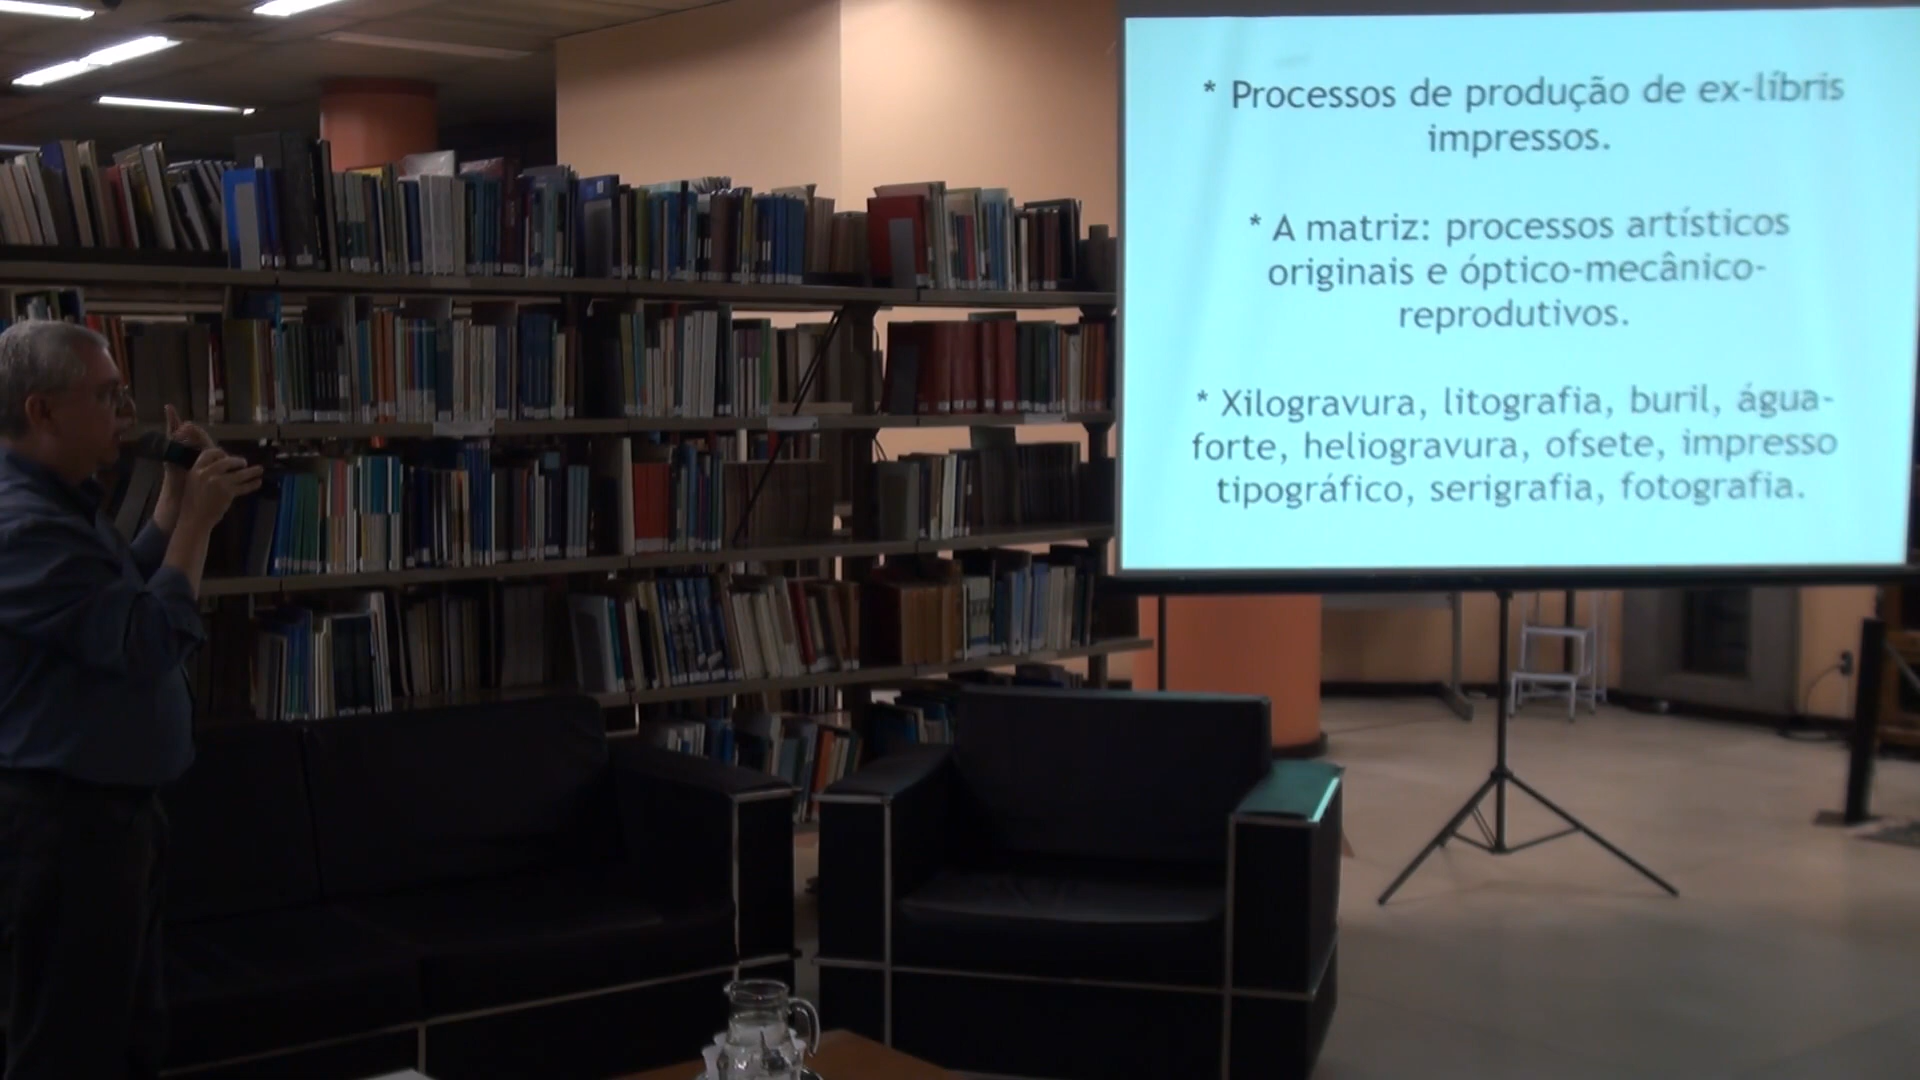 * Processos de produção de ex-líbris
impressos.
* A matriz: processos artísticos
originais e óptico-mecânico-
reprodutivos.
* Xilogravura, litografia, buril, água-
forte, heliogravura, ofsete, impresso
tipográfico, serigrafia, fotografia.